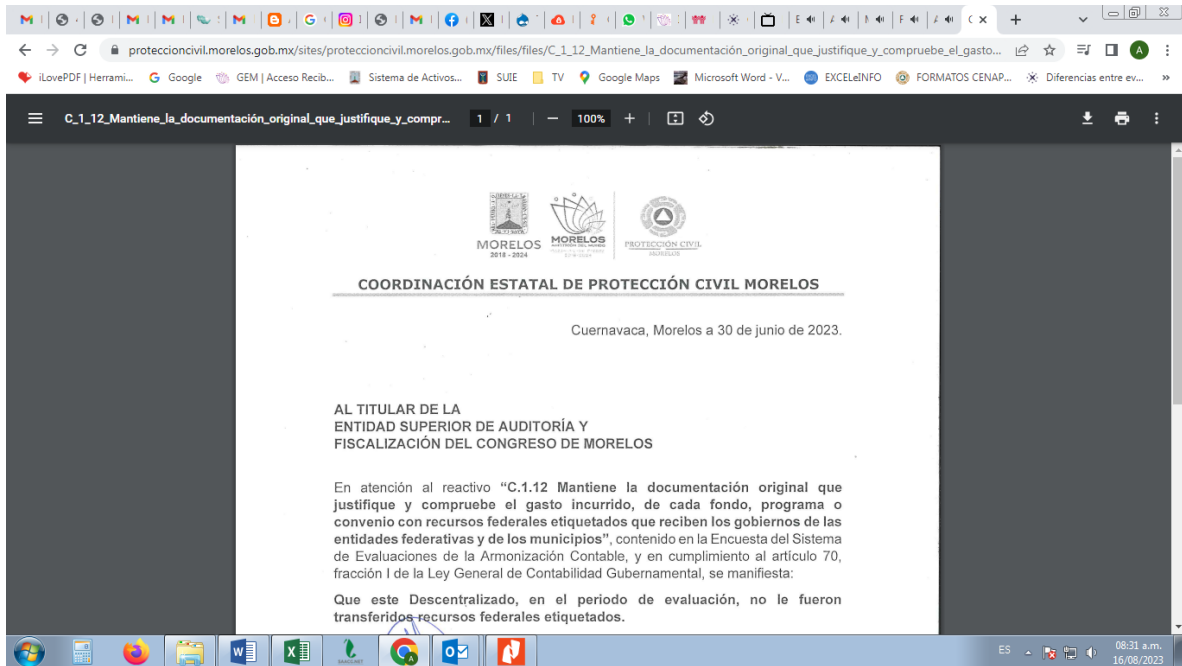 proteccioncivil.morelos.gob.mx/sites/proteccioncivil.morelos.gob.mx/files/files/C_1_12_Mantiene_la_documentación_original_que_justifique_y_compruebe_el_gasto...
iLovePDF | Herrami... Google GEM | Acceso Recib... Sistema de Activos... SUIE TV Google Maps Microsoft Word - V... EXCELeINFO FORMATOS CENAP... Diferencias entre ev... »
C_1_12_Mantiene_la_documentación_original_que_justifique_y_compr... 1 / 1 | — 100% +
MORELOS
2018 - 2024
MORELOS
2018-2024
PROTECCIÓN CIVIL
MORELOS
COORDINACIÓN ESTATAL DE PROTECCIÓN CIVIL MORELOS
Cuernavaca, Morelos a 30 de junio de 2023.
AL TITULAR DE LA
ENTIDAD SUPERIOR DE AUDITORÍA Y
FISCALIZACIÓN DEL CONGRESO DE MORELOS
En atención al reactivo “C.1.12 Mantiene la documentación original que
justifique y compruebe el gasto incurrido, de cada fondo, programa o
convenio con recursos federales etiquetados que reciben los gobiernos de las
entidades federativas y de los municipios”, contenido en la Encuesta del Sistema
de Evaluaciones de la Armonización Contable, y en cumplimiento al artículo 70,
fracción I de la Ley General de Contabilidad Gubernamental, se manifiesta:
Que este Descentralizado, en el periodo de evaluación, no le fueron
transferidos recursos federales etiquetados.
ES 08:31 a.m.
16/08/2023